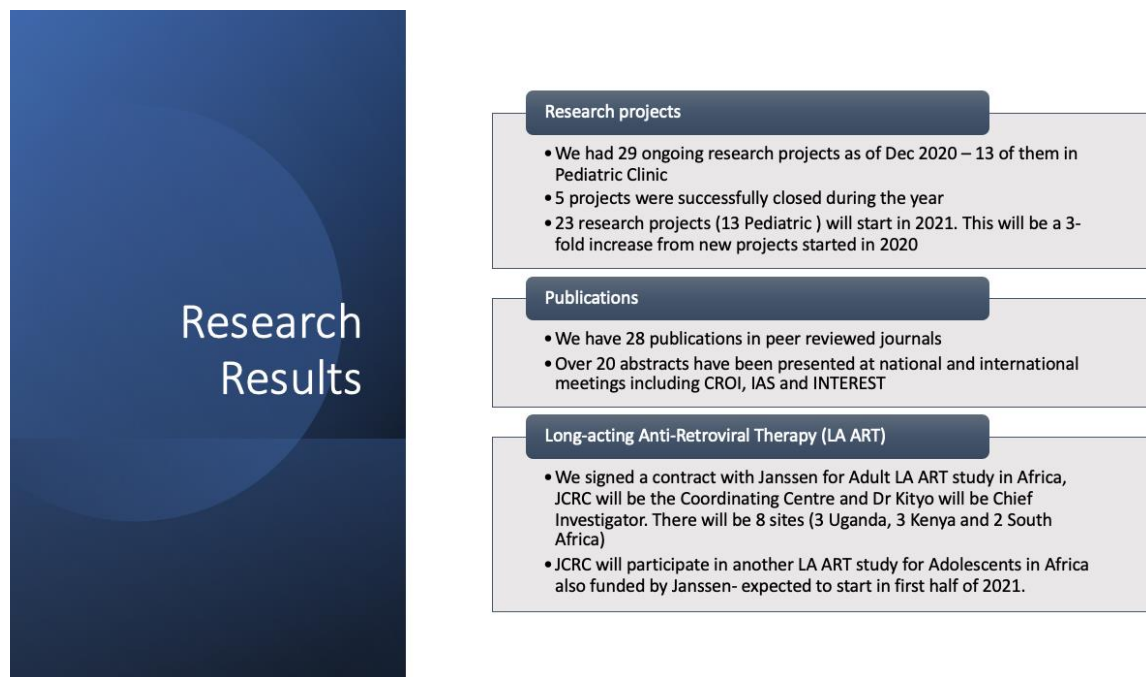 Research
Results
Research projects
• We had 29 ongoing research projects as of Dec 2020 – 13 of them in
Pediatric Clinic
• 5 projects were successfully closed during the year
• 23 research projects (13 Pediatric ) will start in 2021. This will be a 3-
fold increase from new projects started in 2020
Publications
• We have 28 publications in peer reviewed journals
• Over 20 abstracts have been presented at national and international
meetings including CROI, IAS and INTEREST
Long-acting Anti-Retroviral Therapy (LA ART)
• We signed a contract with Janssen for Adult LA ART study in Africa,
JCRC will be the Coordinating Centre and Dr Kityo will be Chief
Investigator. There will be 8 sites (3 Uganda, 3 Kenya and 2 South
Africa)
• JCRC will participate in another LA ART study for Adolescents in Africa
also funded by Janssen- expected to start in first half of 2021.